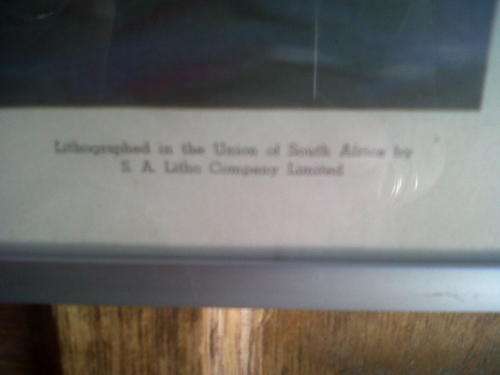 Lithographed in the Union of South Africa by
S. A. Litho Company Limited